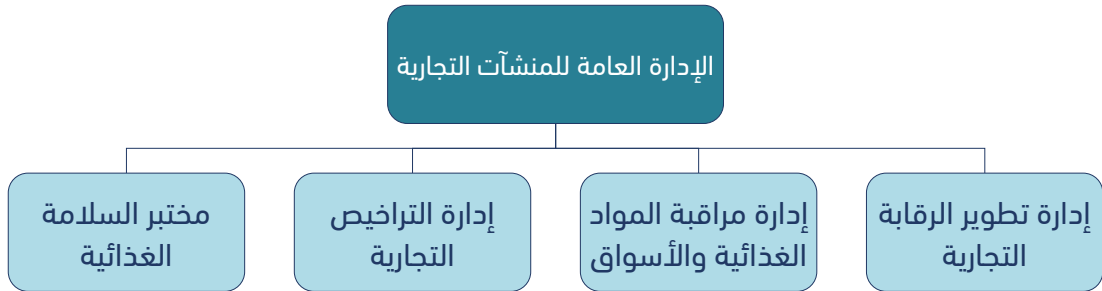 الإدارة العامة للمنشآت التجارية
إدارة تطوير الرقابة
التجارية
إدارة مراقبة المواد
الغذائية والأسواق
إدارة التراخيص
التجارية
مختبر السلامة
الغذائية